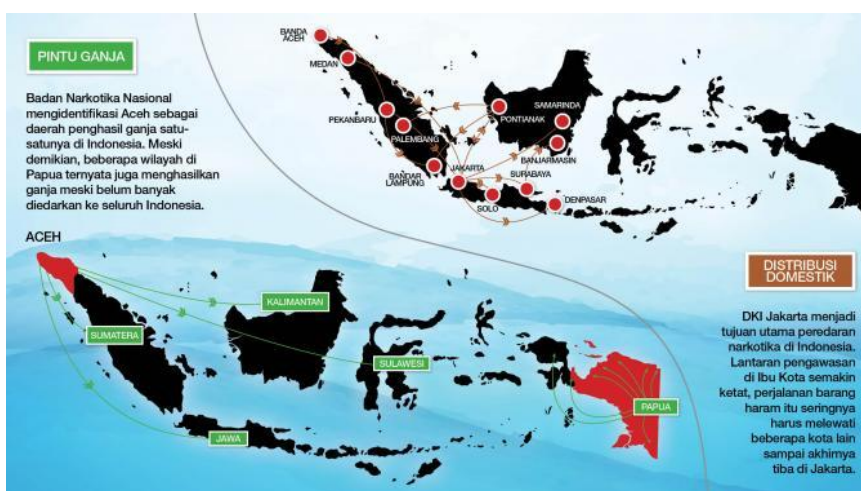 PINTU GANJA
Badan Narkotika Nasional
mengidentifikasi Aceh sebagai
daerah penghasil ganja satu-
satunya di Indonesia. Meski
demikian, beberapa wilayah di
Papua ternyata juga menghasilkan
ganja meski belum banyak
diedarkan ke seluruh Indonesia.
BANDA
ACEH
MEDAN
PEKANBARU
PALEMBANG
BANDAR
LAMPUNG
JAKARTA
SOLO
SURABAYA
DENPASAR
PONTIANAK
SAMARINDA
BANJARMASIN
ACEH
SUMATERA
KALIMANTAN
SULAWESI
JAWA
PAPUA
DISTRIBUSI
DOMESTIK
DKI Jakarta menjadi
tujuan utama peredaran
narkotika di Indonesia.
Lantaran pengawasan
di Ibu Kota semakin
ketat, perjalanan barang
haram itu seringnya
harus melewati
beberapa kota lain
sampai akhirnya
tiba di Jakarta.